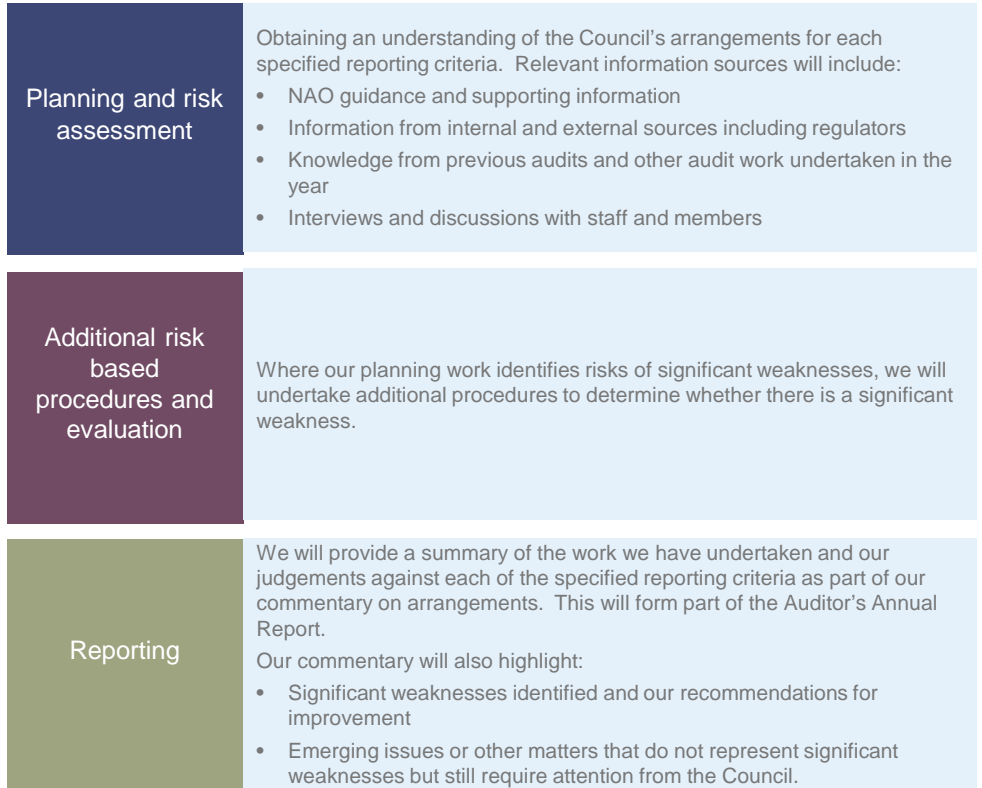 Planning and risk
assessment
Obtaining an understanding of the Council’s arrangements for each
specified reporting criteria.  Relevant information sources will include:
• NAO guidance and supporting information
• Information from internal and external sources including regulators
• Knowledge from previous audits and other audit work undertaken in the
year
• Interviews and discussions with staff and members
Additional risk
based
procedures and
evaluation
Where our planning work identifies risks of significant weaknesses, we will
undertake additional procedures to determine whether there is a significant
weakness.
Reporting
We will provide a summary of the work we have undertaken and our
judgements against each of the specified reporting criteria as part of our
commentary on arrangements.  This will form part of the Auditor’s Annual
Report.
Our commentary will also highlight:
• Significant weaknesses identified and our recommendations for
improvement
• Emerging issues or other matters that do not represent significant
weaknesses but still require attention from the Council.